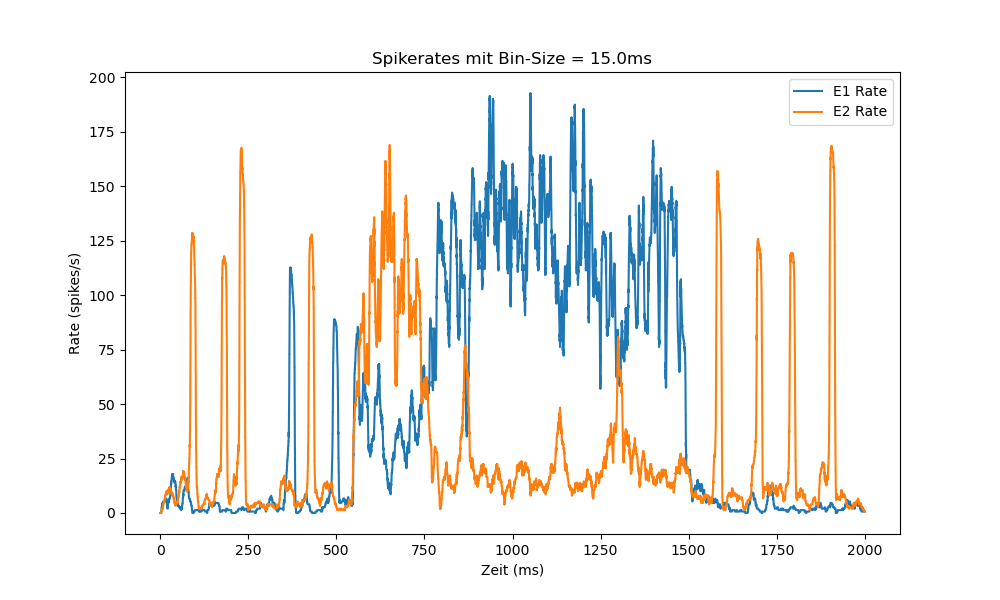 Spikerates mit Bin-Size = 15.0ms
E1 Rate
E2 Rate
200
175
150
125
100
75
50
25
0
Rate (spikes/s)
0 250 500 750 1000 1250 1500 1750 2000
Zeit (ms)